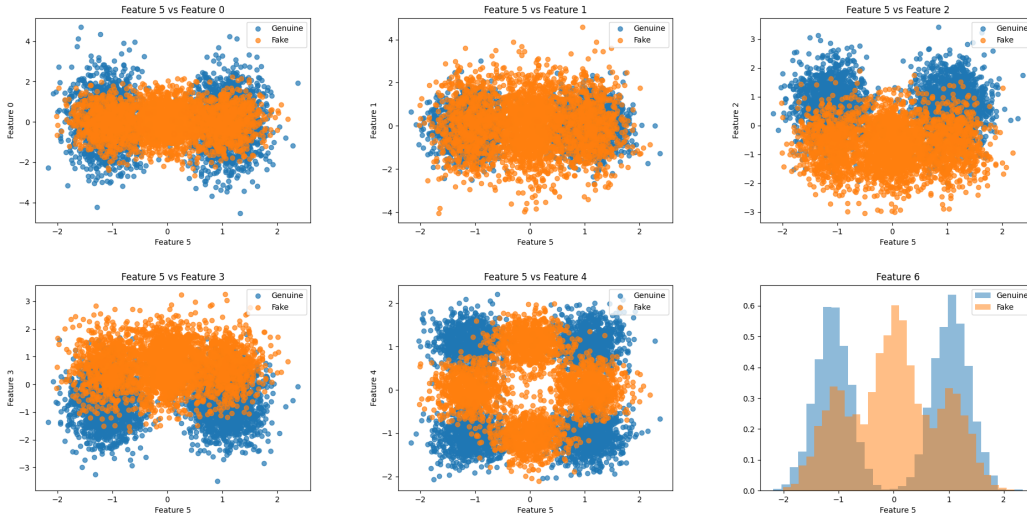 Feature 5 vs Feature 0
Genuine
Fake
4
2
0
−2
−4
Feature 0
−2
−1
0
1
2
Feature 5
Feature 5 vs Feature 1
Genuine
Fake
4
2
0
−2
−4
Feature 1
−2
−1
0
1
2
Feature 5
Feature 5 vs Feature 2
Genuine
Fake
3
2
1
0
−1
−2
−3
Feature 2
−2
−1
0
1
2
Feature 5
Feature 5 vs Feature 3
Genuine
Fake
3
2
1
0
−1
−2
−3
Feature 3
−2
−1
0
1
2
Feature 5
Feature 5 vs Feature 4
Genuine
Fake
2
1
0
−1
−2
Feature 4
−2
−1
0
1
2
Feature 5
Feature 6
Genuine
Fake
0.6
0.5
0.4
0.3
0.2
0.1
0.0
−2
−1
0
1
2
Feature 5